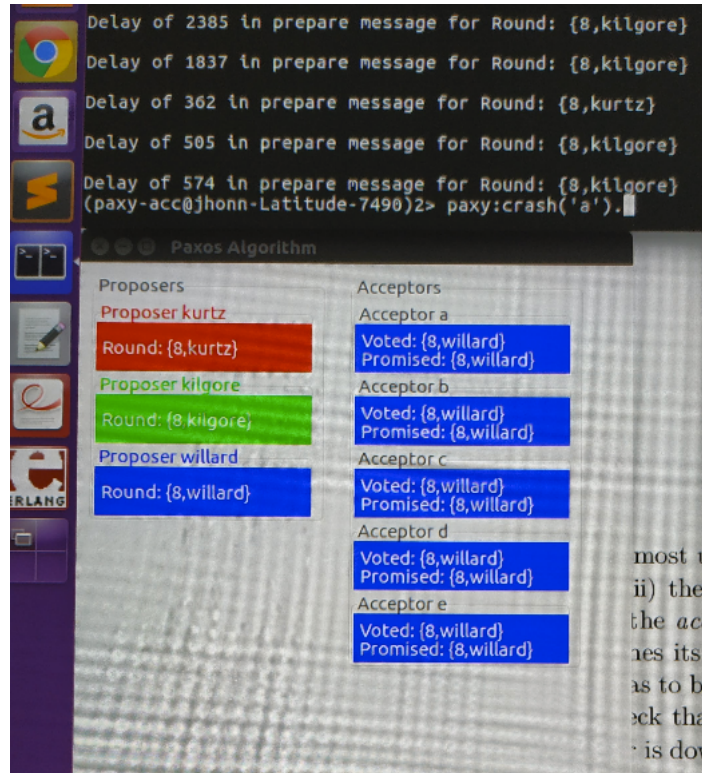 Delay of 2385 in prepare message for Round: {8,kilgore}
Delay of 1837 in prepare message for Round: {8,kilgore}
Delay of 362 in prepare message for Round: {8,kurtz}
Delay of 505 in prepare message for Round: {8,kilgore}
Delay of 574 in prepare message for Round: {8,kilgore}
(paxy-acc@jhonn-Latitude-7490)2> paxy:crash('a').
Paxos Algorithm
Proposers
Proposer kurtz
Round: {8,kurtz}
Proposer kilgore
Round: {8,kilgore}
Proposer willard
Round: {8,willard}
Acceptors
Acceptor a
Voted: {8,willard}
Promised: {8,willard}
Acceptor b
Voted: {8,willard}
Promised: {8,willard}
Acceptor c
Voted: {8,willard}
Promised: {8,willard}
Acceptor d
Voted: {8,willard}
Promised: {8,willard}
Acceptor e
Voted: {8,willard}
Promised: {8,willard}
a
ERLANG
most
ii) the
the
its
as to
is